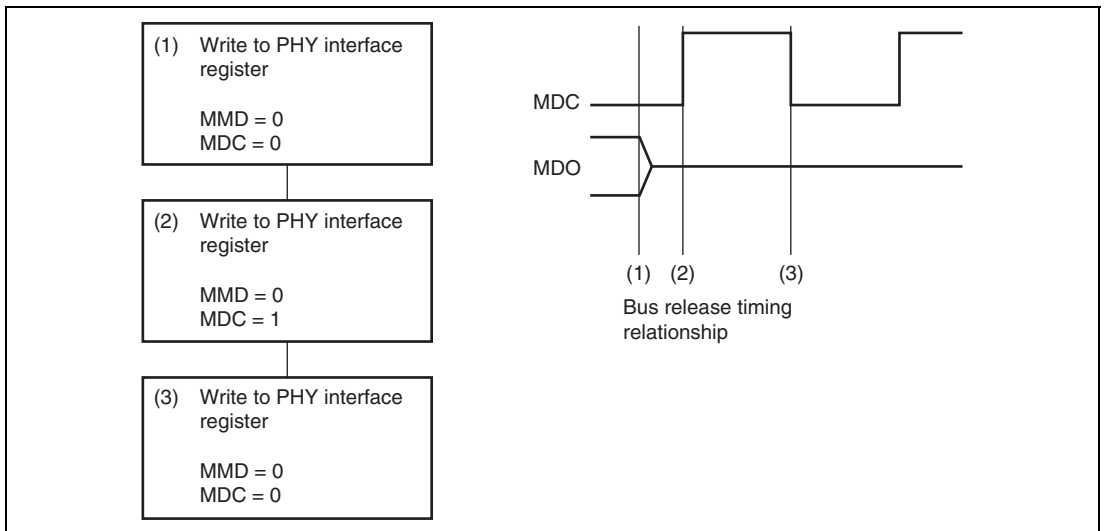 (1) Write to PHY interface
register
MMD = 0
MDC = 0
(2) Write to PHY interface
register
MMD = 0
MDC = 1
(3) Write to PHY interface
register
MMD = 0
MDC = 0
MDC
MDO
(1) (2) (3)
Bus release timing
relationship